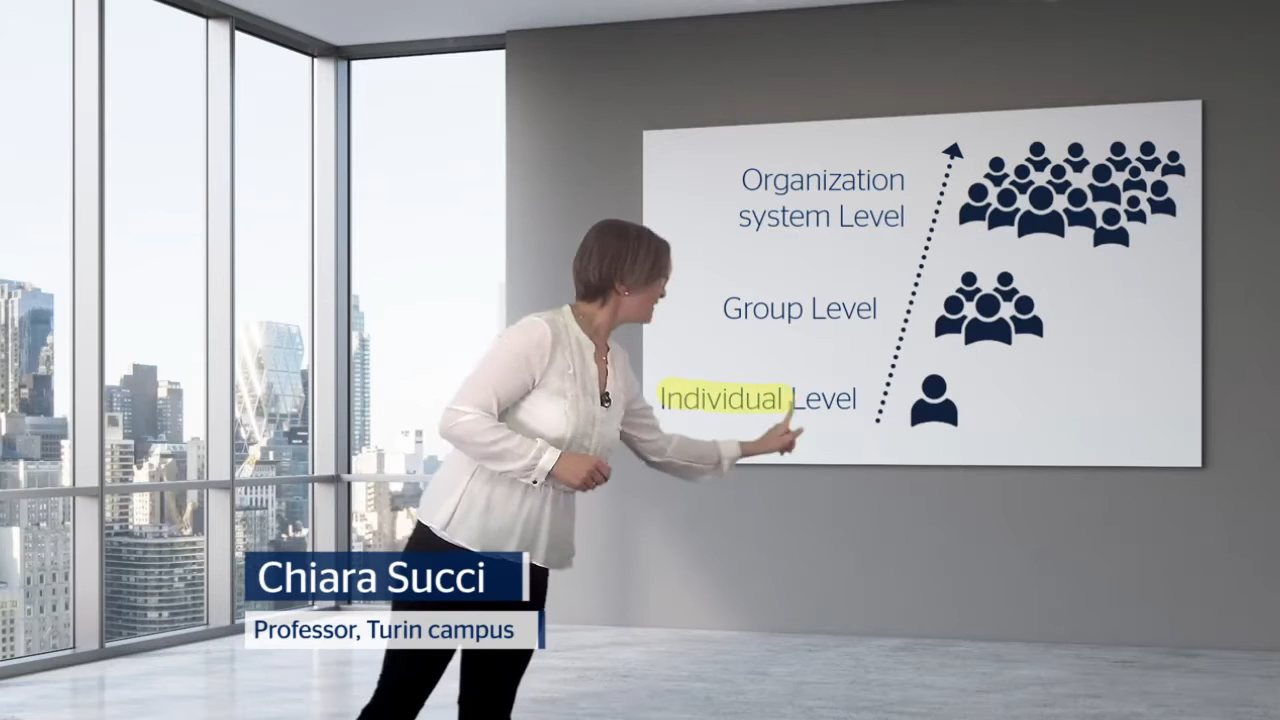 Organization
system Level
Group Level
Individual Level
Chiara Succi
Professor, Turin campus